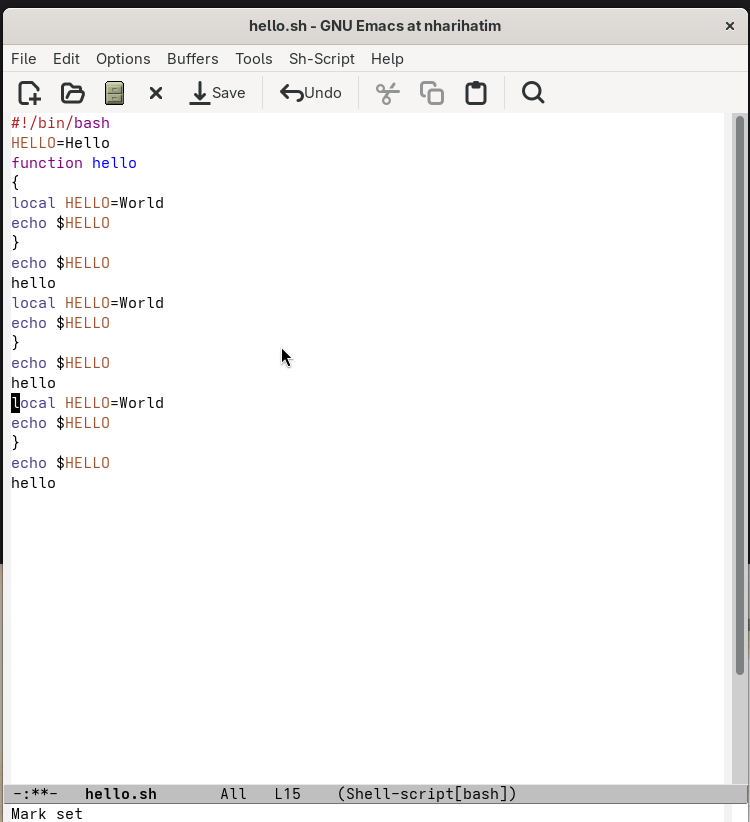 hello.sh - GNU Emacs at nharihatim
File Edit Options Buffers Tools Sh-Script Help
Save Undo
#!/bin/bash
HELLO=Hello
function hello
{
local HELLO=World
echo $HELLO
}
echo $HELLO
hello
local HELLO=World
echo $HELLO
}
echo $HELLO
hello
local HELLO=World
echo $HELLO
}
echo $HELLO
hello
-:**- hello.sh All L15 (Shell-script[bash])
Mark set